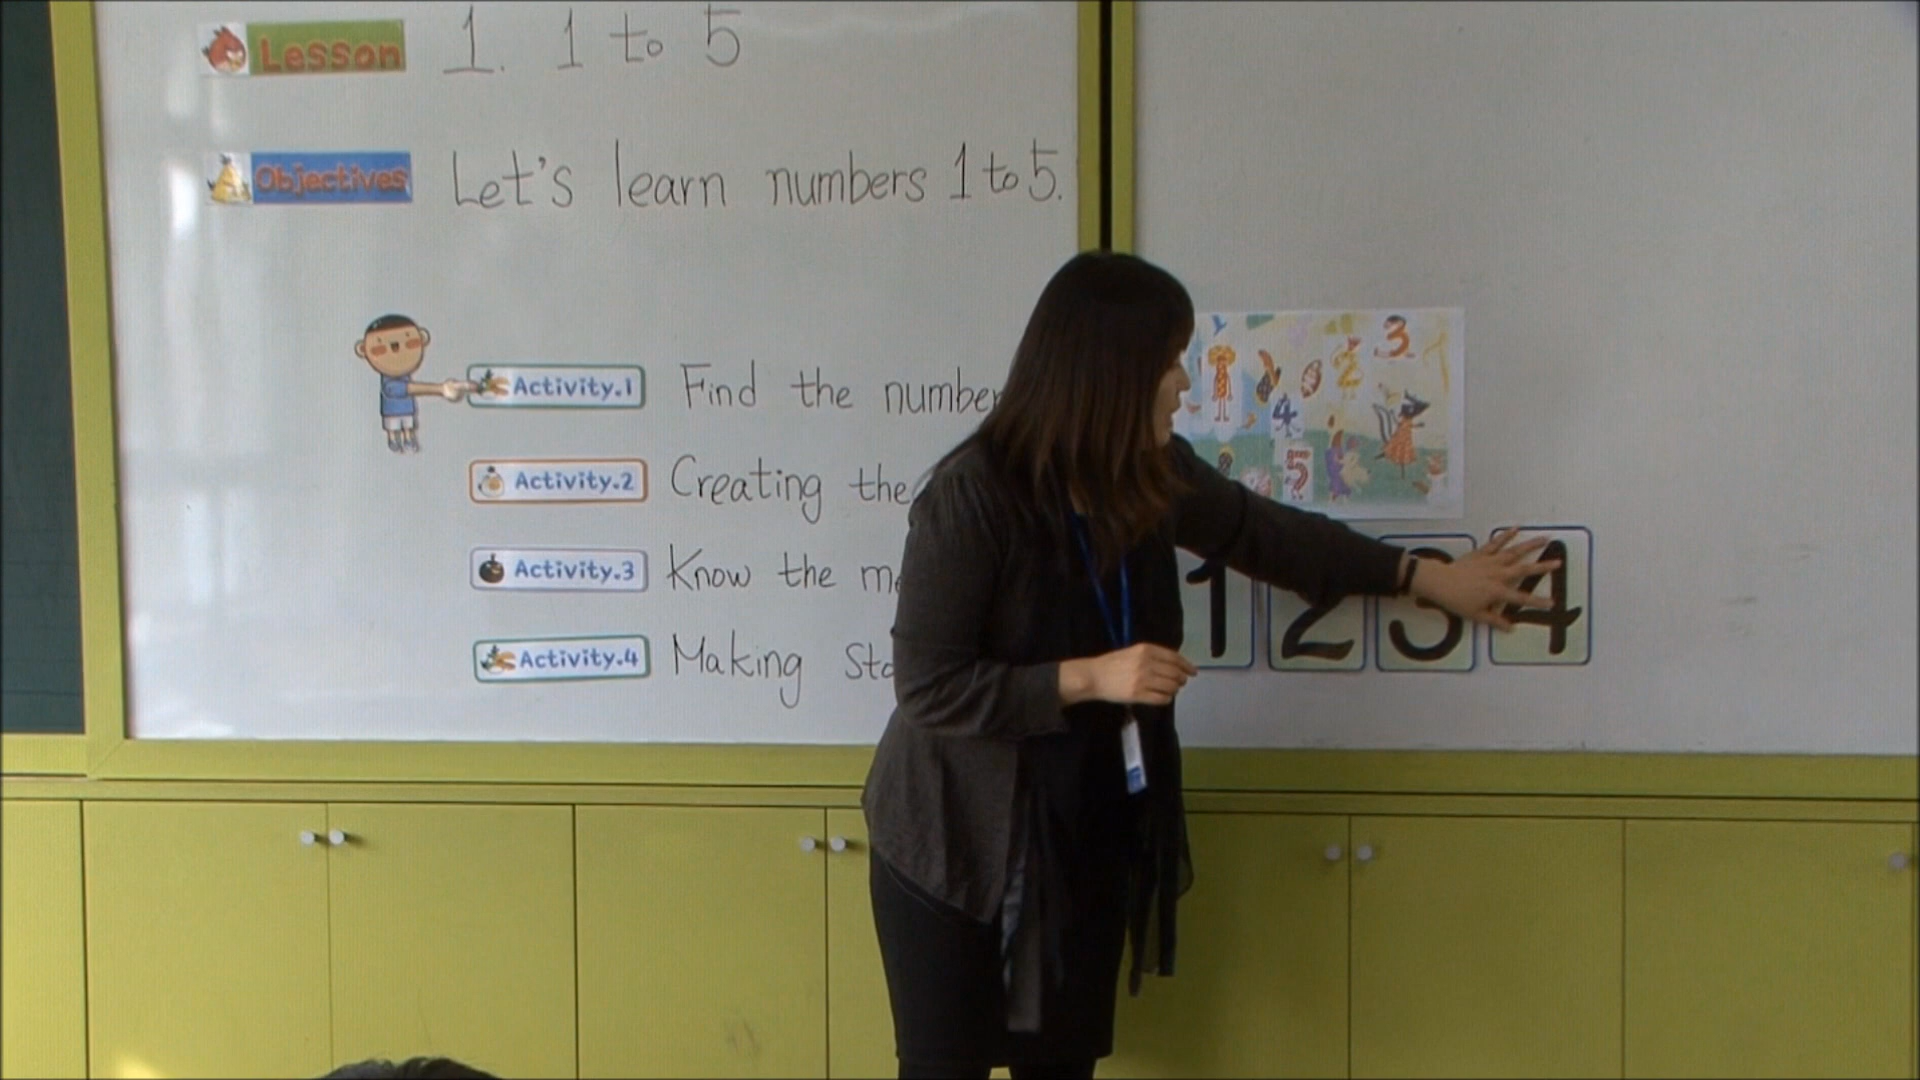 Lesson 1. 1 to 5
Objectives Let's learn numbers 1 to 5.
Activity.1 Find the number
Activity.2 Creating the
Activity.3 Know the
Activity.4 Making
3
2
4
5
1 2 3 4